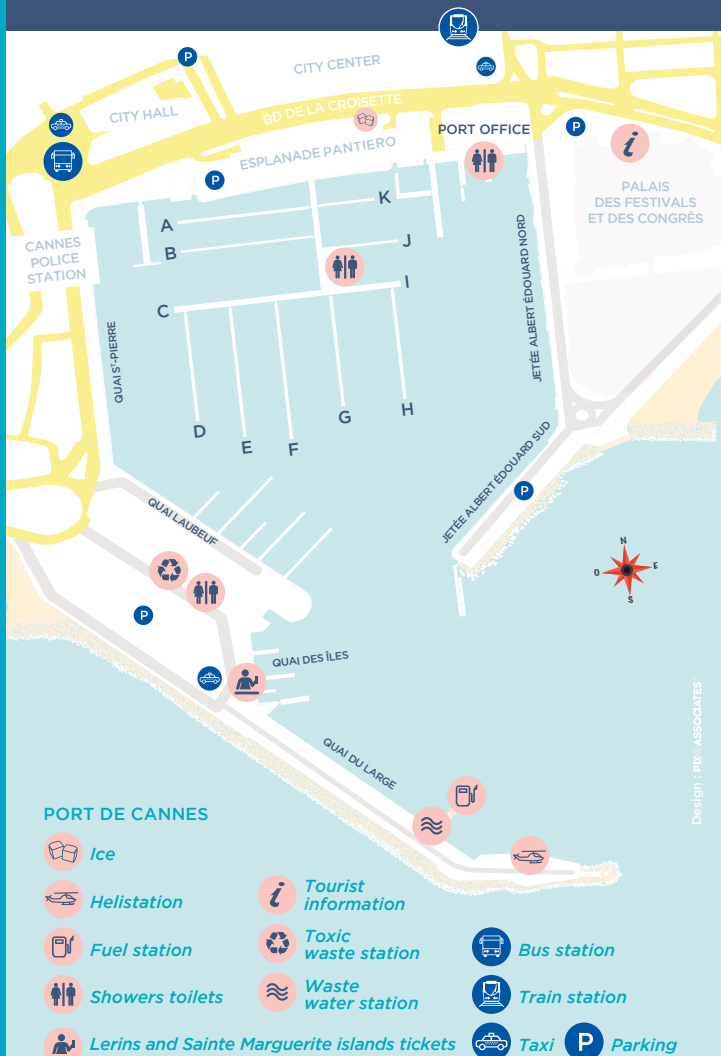 P
CITY CENTER
CITY HALL
BD DE LA CROISETTE
PORT OFFICE
P
i
ESPLANADE PANTIERO
P
PALAIS
DES FESTIVALS
ET DES CONGRÈS
CANNES
POLICE
STATION
A
K
B
J
I
C
JETÉE ALBERT ÉDOUARD NORD
QUAI ST-PIERRE
D
E
F
G
H
JETÉE ALBERT ÉDOUARD SUD
P
QUAI LAUBEUF
N
O
E
S
P
QUAI DES ÎLES
QUAI DU LARGE
Design : PIX ASSOCIATES
PORT DE CANNES
Ice
Helistation
Fuel station
Showers toilets
Lerins and Sainte Marguerite islands tickets
i
Tourist
information
Toxic
waste station
Waste
water station
Bus station
Train station
Taxi
P
Parking